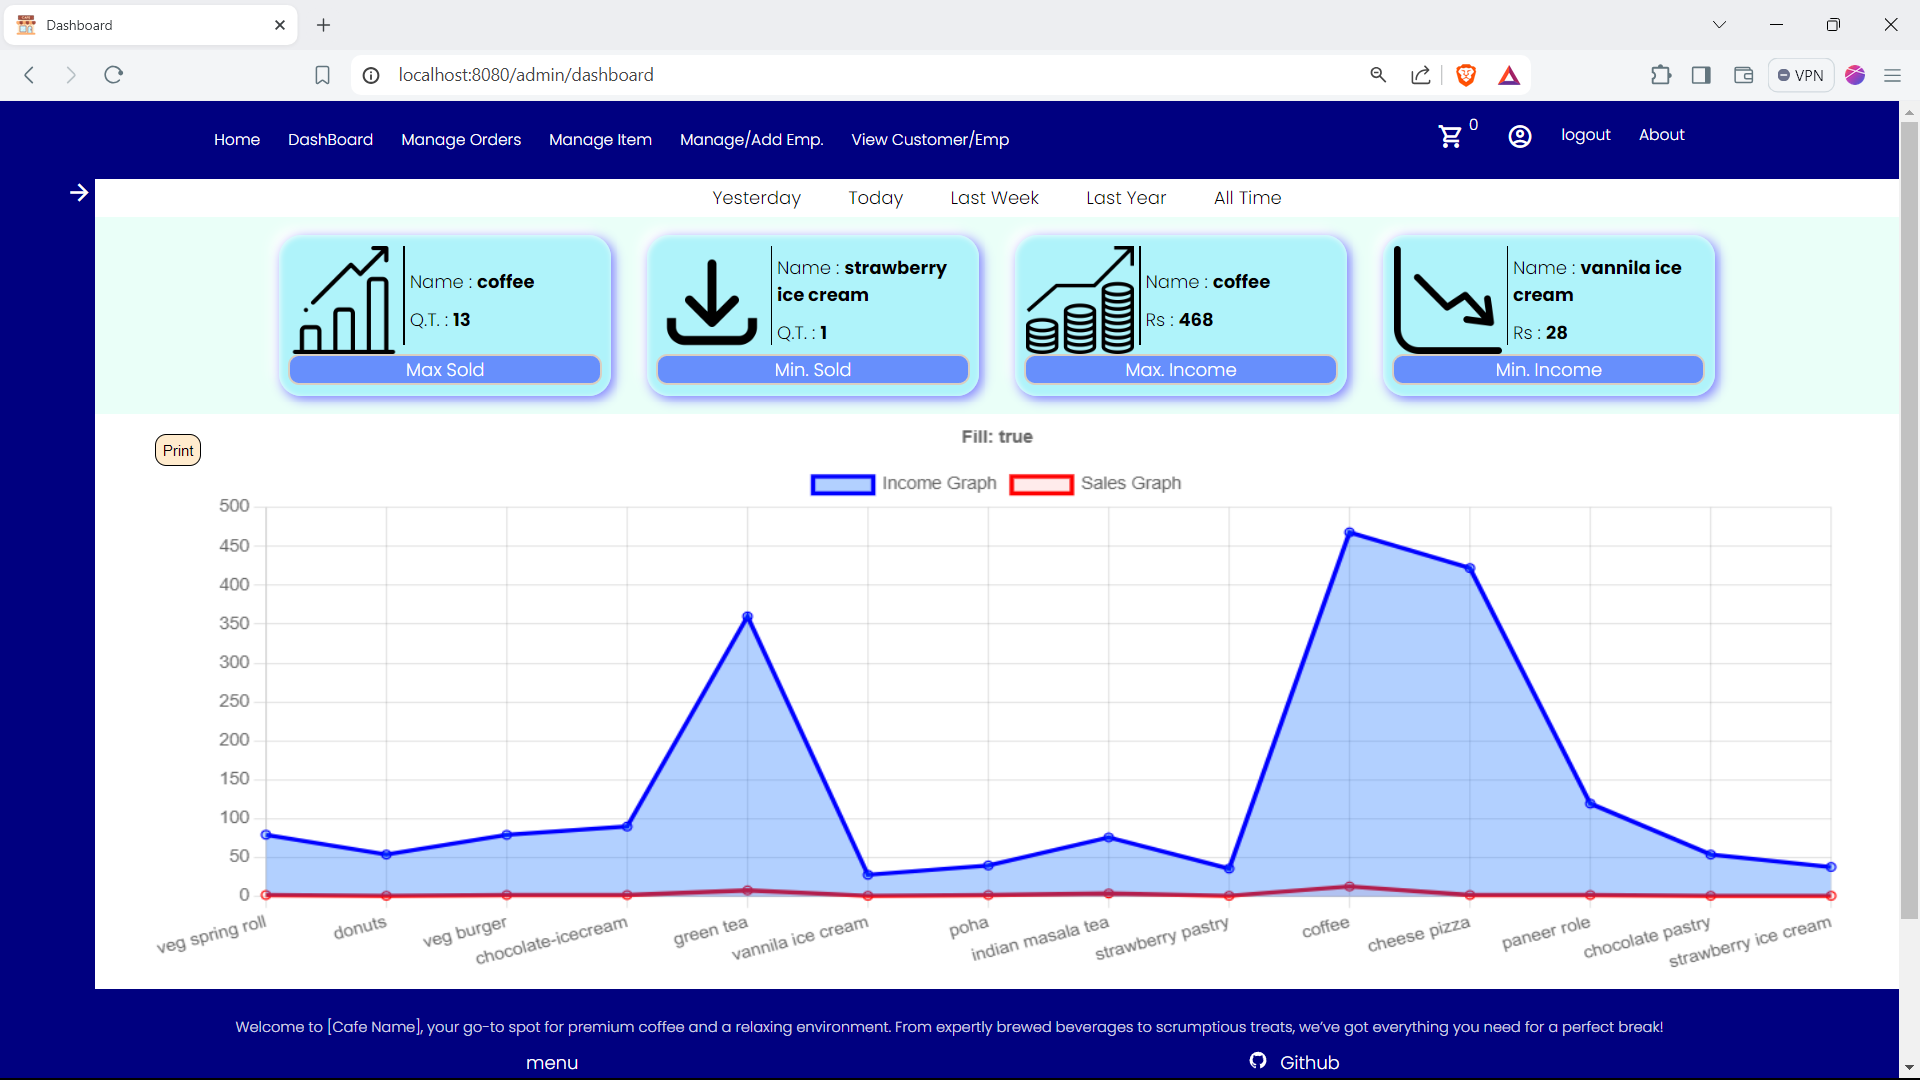 Dashboard
localhost:8080/admin/dashboard
VPN
Home DashBoard Manage Orders Manage Item Manage/Add Emp. View Customer/Emp 0 logout About
Yesterday Today Last Week Last Year All Time
Name : coffee
Q.T. : 13
Max Sold
Name : strawberry
ice cream
Q.T. : 1
Min. Sold
Name : coffee
Rs : 468
Max. Income
Name : vannila ice
cream
Rs : 28
Min. Income
Print
Fill: true
Income Graph Sales Graph
500
450
400
350
300
250
200
150
100
50
0
veg spring roll
donuts
veg burger
chocolate-icecream
green tea
vannila ice cream
poha
indian masala tea
strawberry pastry
coffee
cheese pizza
paneer role
chocolate pastry
strawberry ice cream
Welcome to [Cafe Name], your go-to spot for premium coffee and a relaxing environment. From expertly brewed beverages to scrumptious treats, we've got everything you need for a perfect break!
menu Github